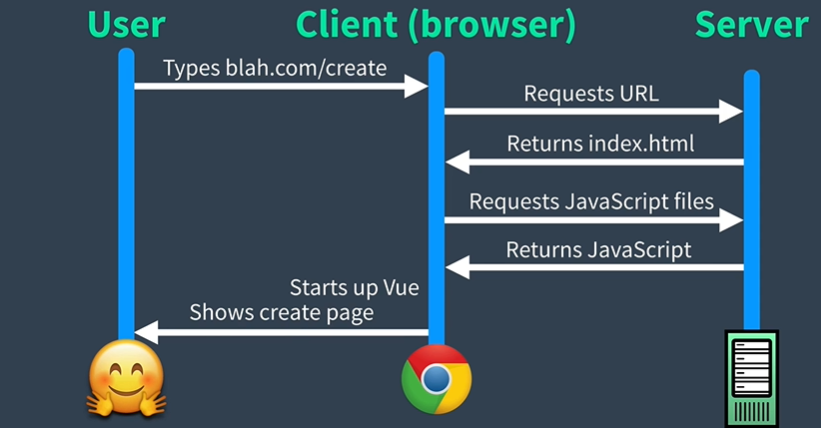 User
Client (browser)
Server
Types blah.com/create
Requests URL
Returns index.html
Requests JavaScript files
Returns JavaScript
Starts up Vue
Shows create page